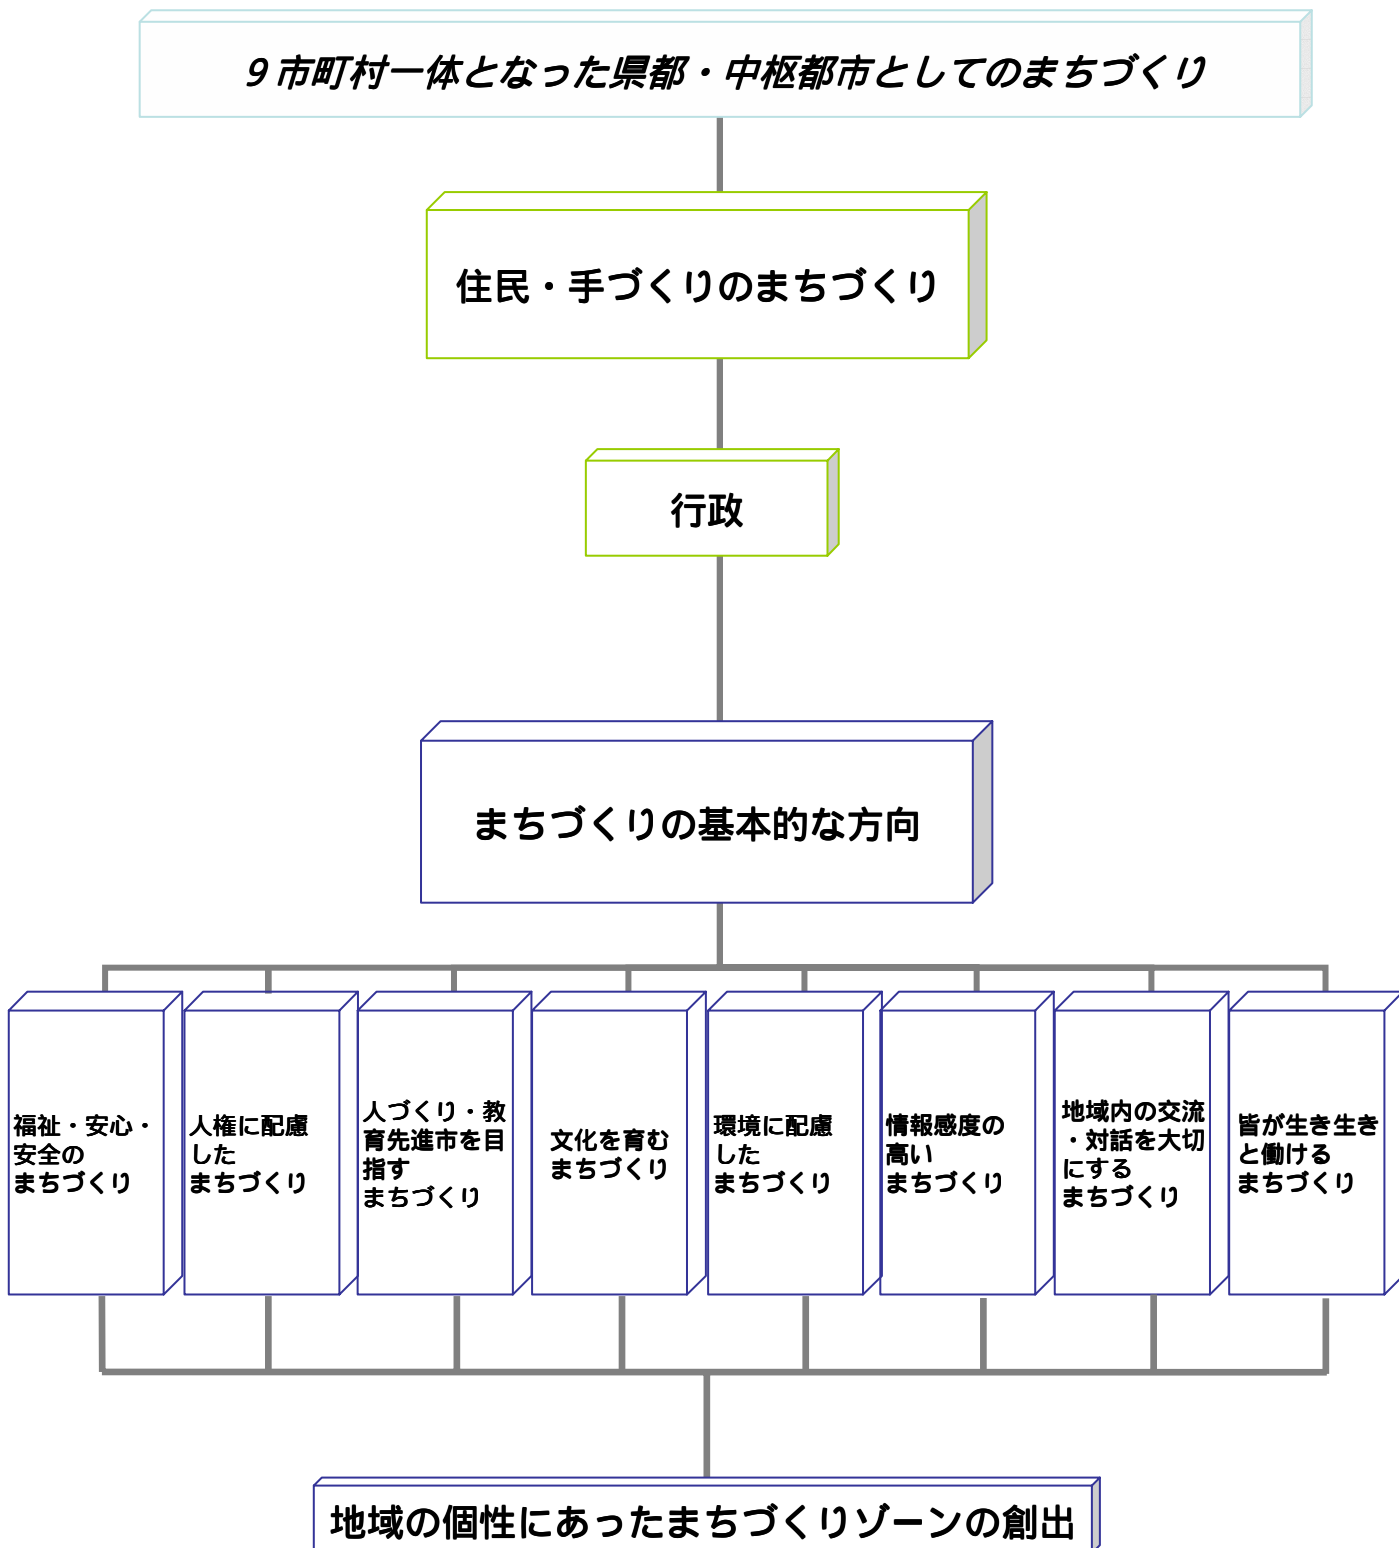 ９市町村一体となった県都・中枢都市としてのまちづくり
住民・手づくりのまちづくり
行政
まちづくりの基本的な方向
福祉・安心・
安全の
まちづくり
人権に配慮
した
まちづくり
人づくり・教
育先進市を目
指す
まちづくり
文化を育む
まちづくり
環境に配慮
した
まちづくり
情報感度の
高い
まちづくり
地域内の交流
・対話を大切
にする
まちづくり
皆が生き生き
と働ける
まちづくり
地域の個性にあったまちづくりゾーンの創出